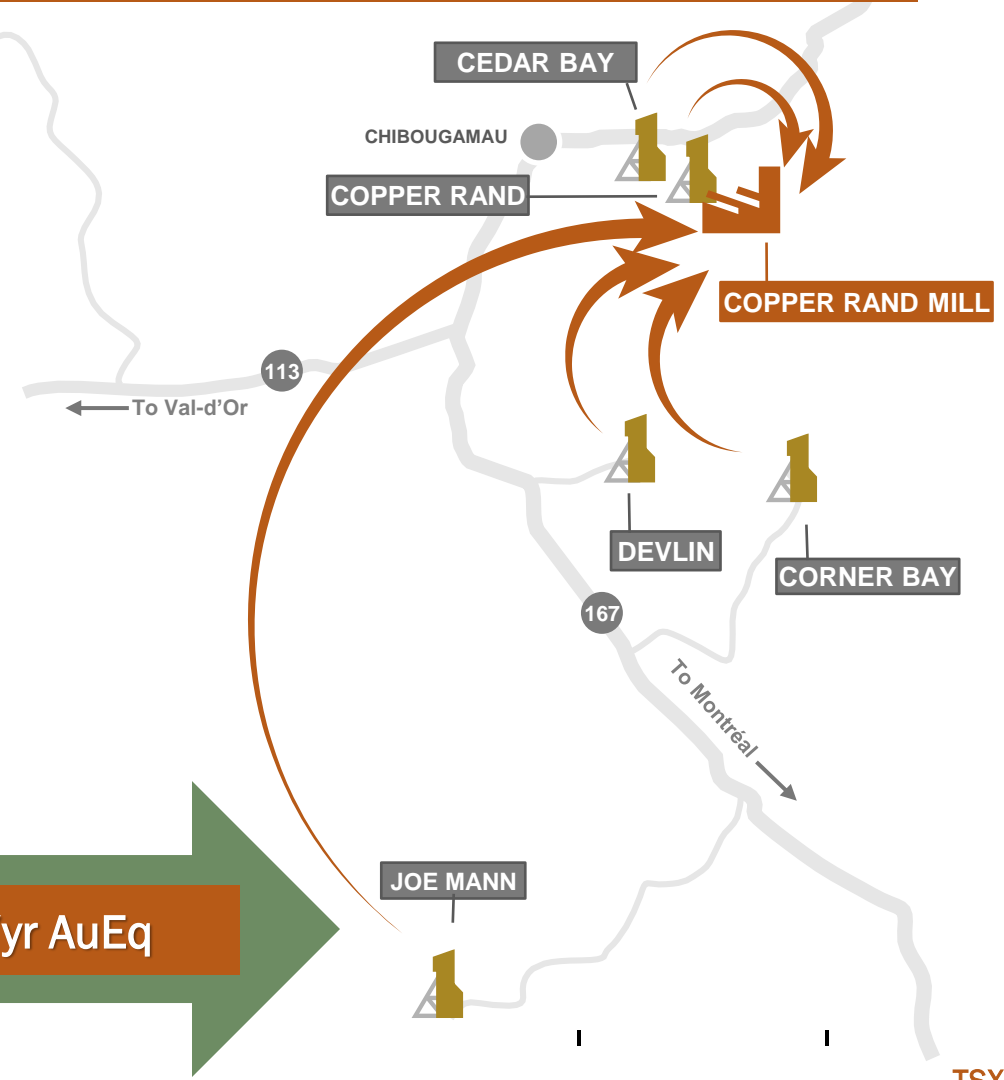 CEDAR BAY
CHIBOUGAMAU
COPPER RAND
COPPER RAND MILL
113
To Val-d'Or
DEVLIN
CORNER BAY
167
To Montréal
JOE MANN
yr AuEq
TSX